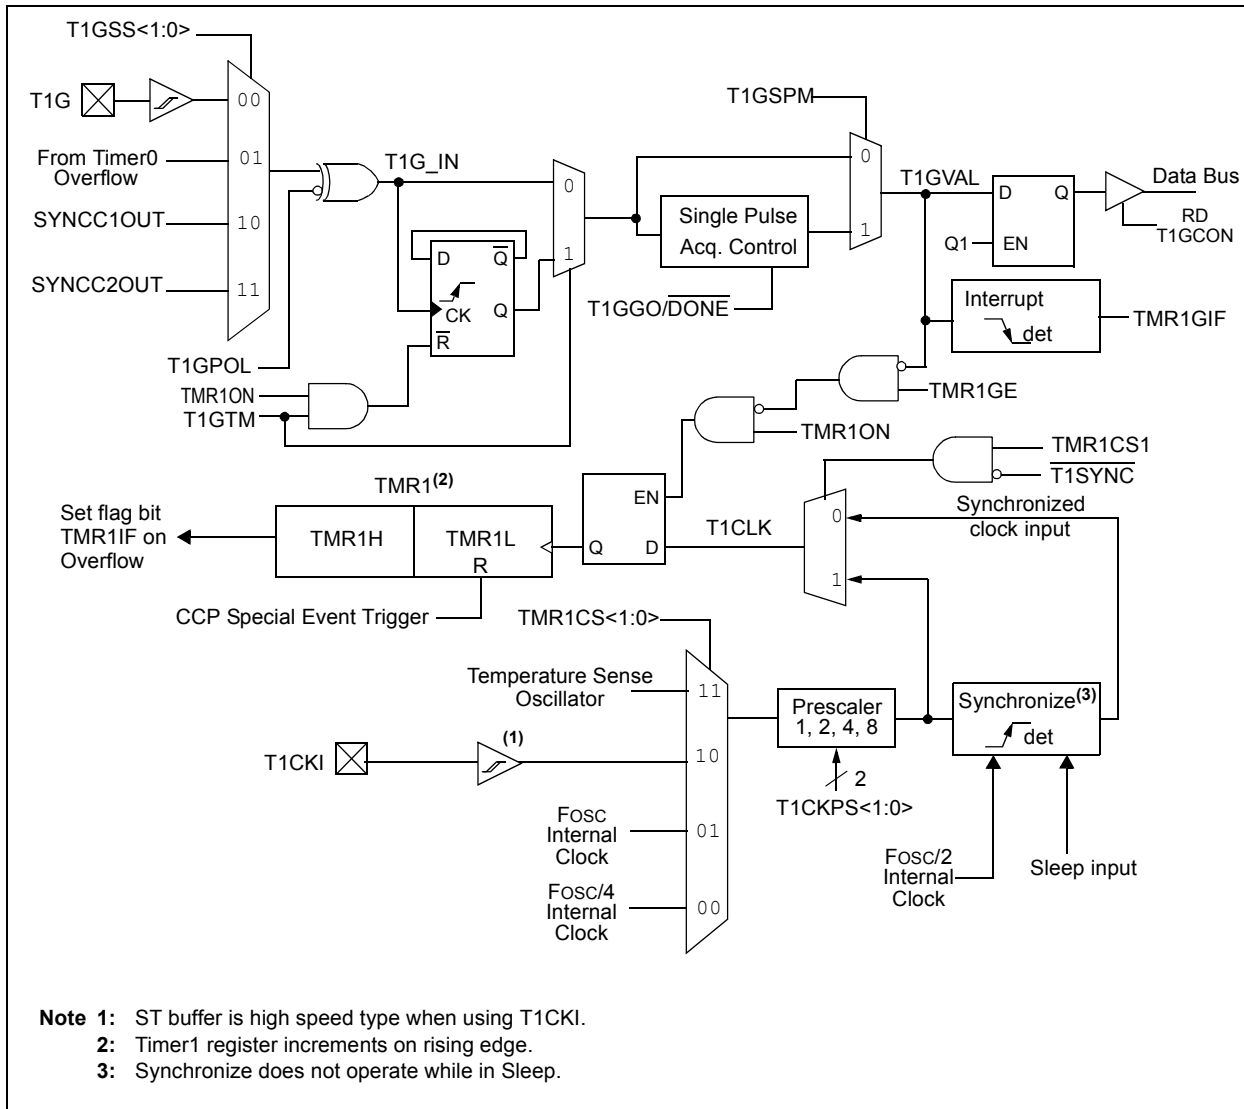 T1GSS<1:0>
T1G
00
From Timer0
Overflow
01
SYNCC1OUT
10
SYNCC2OUT
11
T1GPOL
TMR1ON
T1GTM
T1G_IN
0
1
D
Q
CK
Q
R
T1GSPM
Single Pulse
Acq. Control
T1GGO/DONE
0
1
T1GVAL
D
Q
Q1
EN
Data Bus
RD
T1GCON
Interrupt
det
TMR1GIF
TMR1GE
TMR1ON
TMR1CS1
T1SYNC
Set flag bit
TMR1IF on
Overflow
TMR1(2)
TMR1H
TMR1L
R
CCP Special Event Trigger
EN
Q
D
T1CLK
0
1
Synchronized
clock input
TMR1CS<1:0>
Temperature Sense
Oscillator
11
T1CKI
(1)
10
FOSC
Internal
Clock
01
FOSC/4
Internal
Clock
00
Prescaler
1, 2, 4, 8
2
T1CKPS<1:0>
Synchronize(3)
det
FOSC/2
Internal
Clock
Sleep input
Note 1: ST buffer is high speed type when using T1CKI.
2: Timer1 register increments on rising edge.
3: Synchronize does not operate while in Sleep.